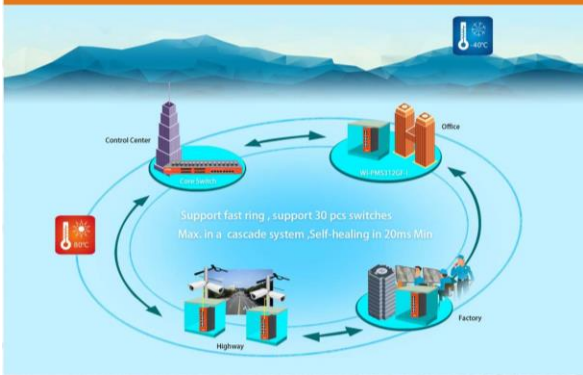 -40℃
Control Center
Office
Core Switch
WI-PMS312GF-I
Support fast ring , support 30 pcs switches
Max. in a cascade system ,Self-healing in 20ms Min
80℃
Highway
Factory